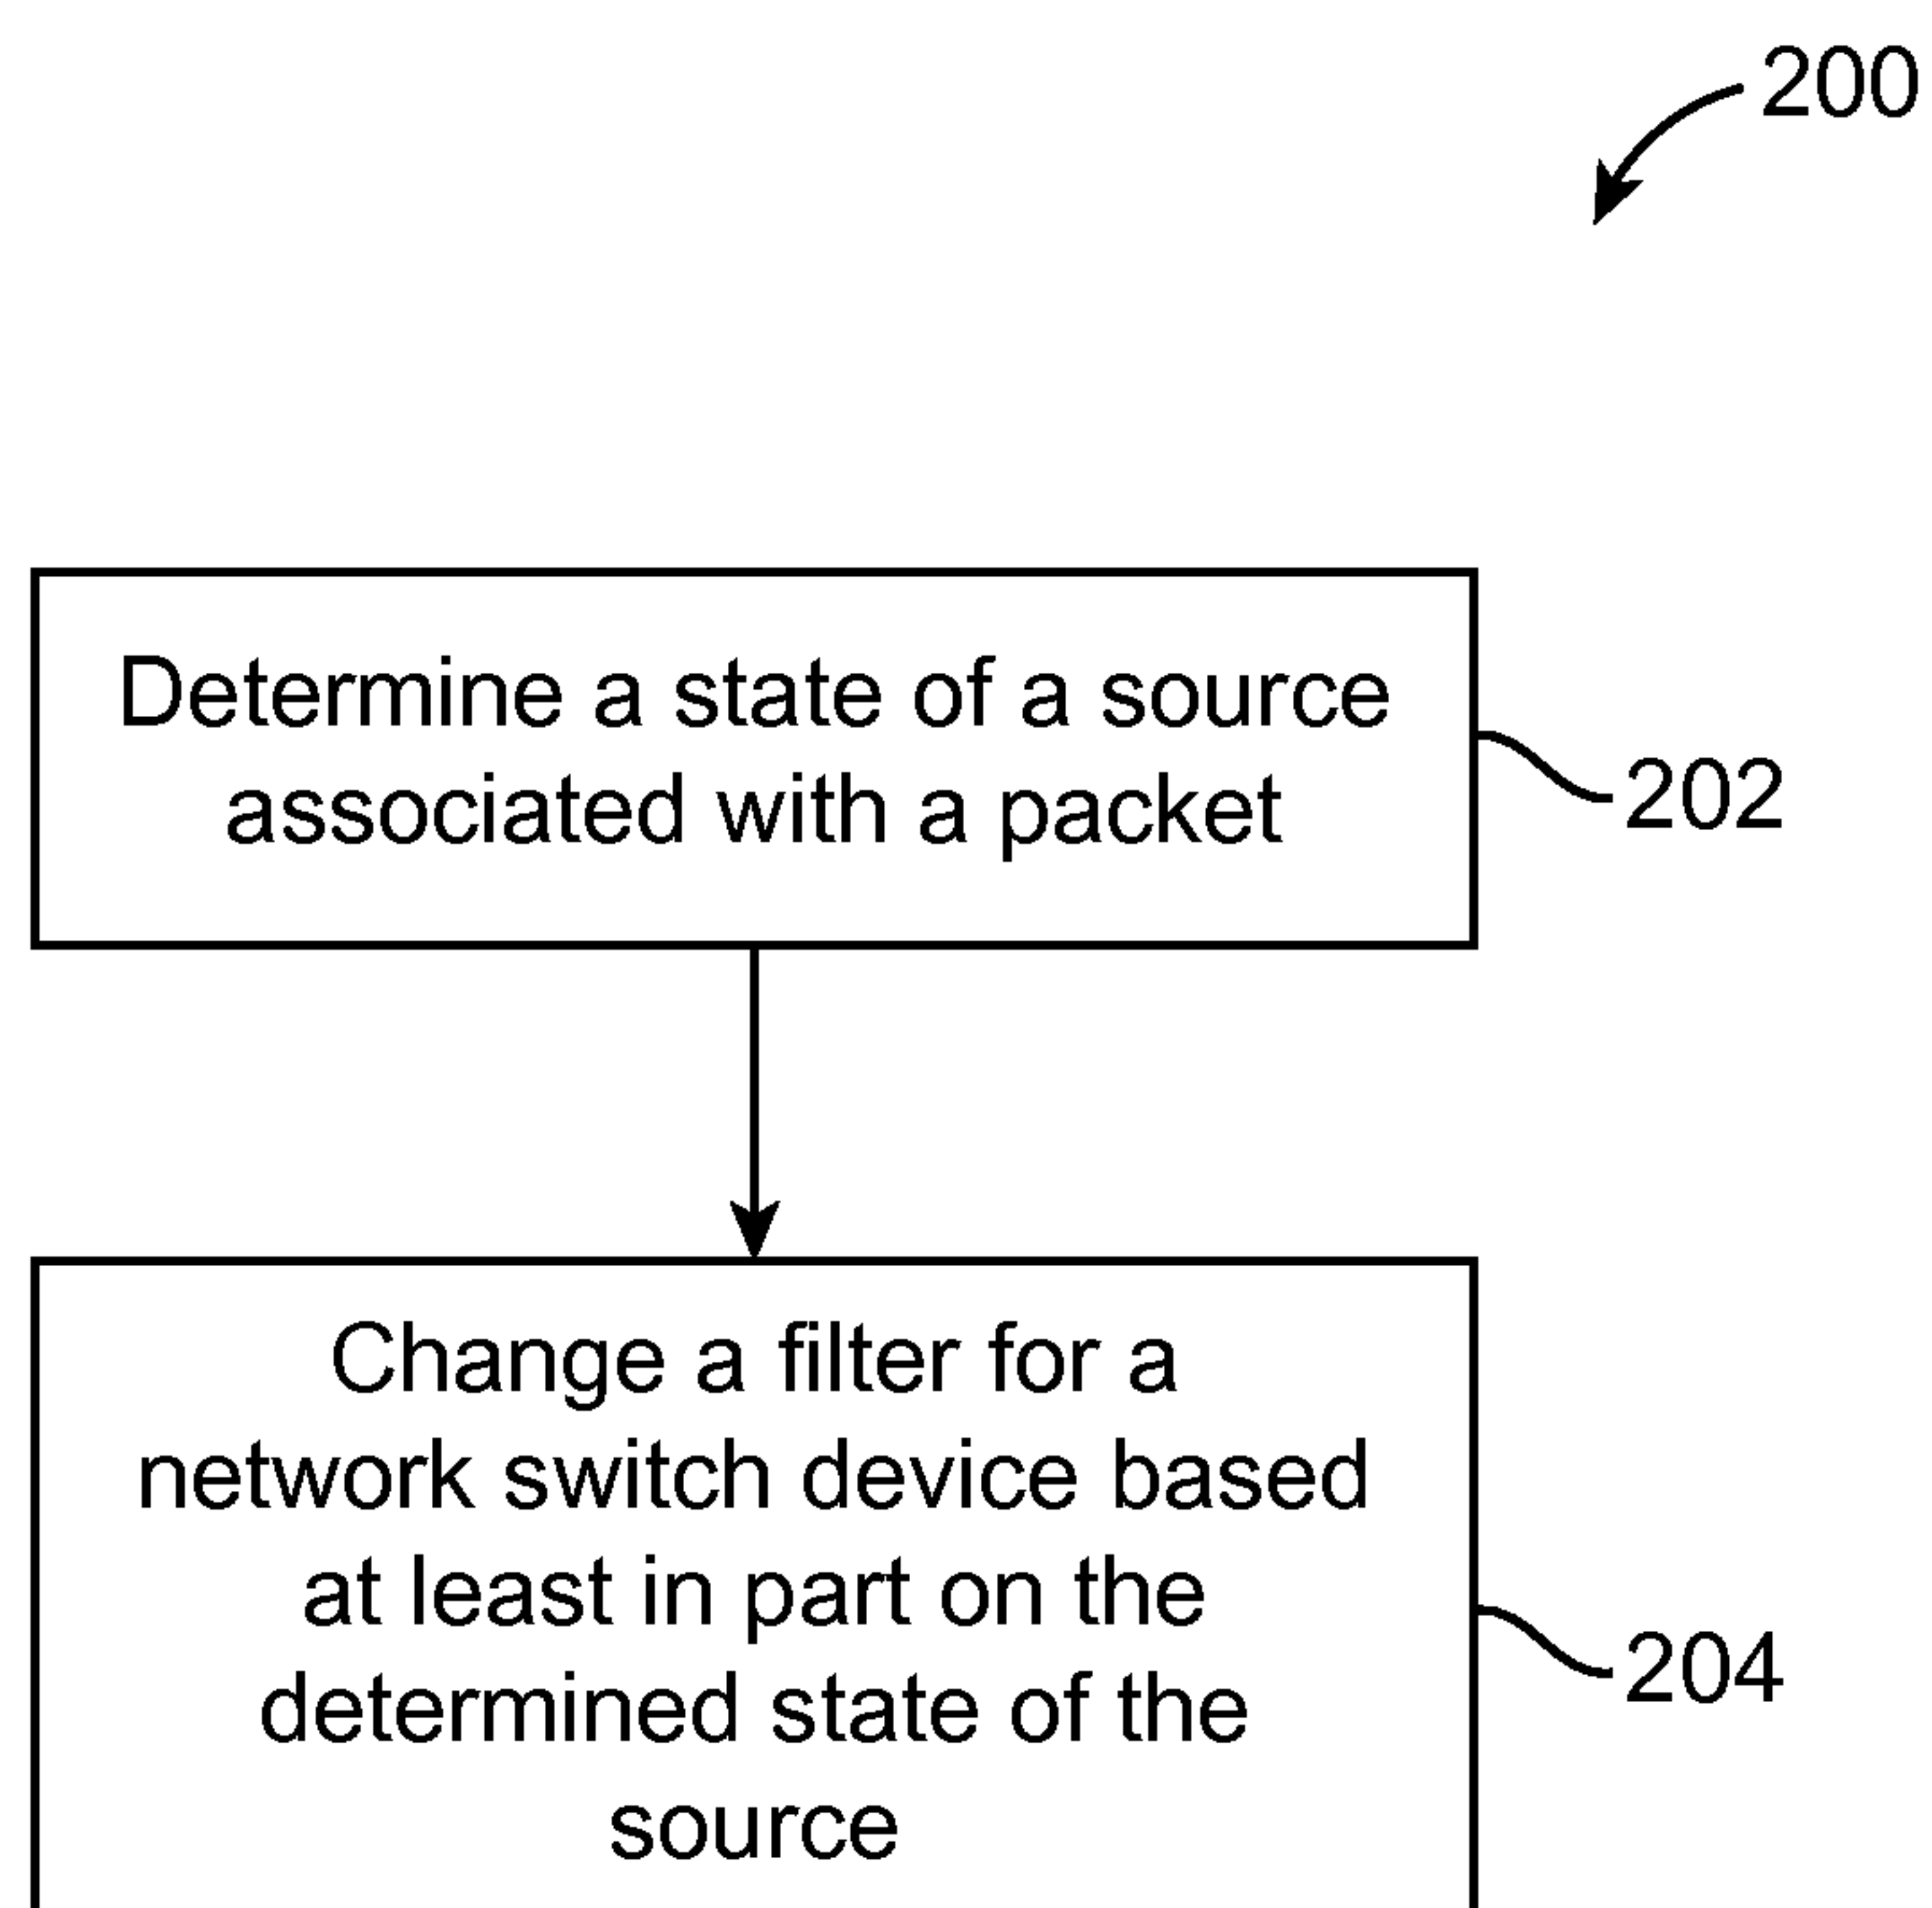 200
Determine a state of a source
associated with a packet
202
Change a filter for a
network switch device based
at least in part on the
determined state of the
source
204